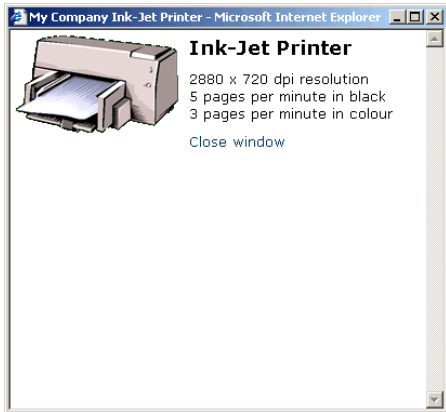 My Company Ink-Jet Printer - Microsoft Internet Explorer
Ink-Jet Printer
2880 x 720 dpi resolution
5 pages per minute in black
3 pages per minute in colour
Close window